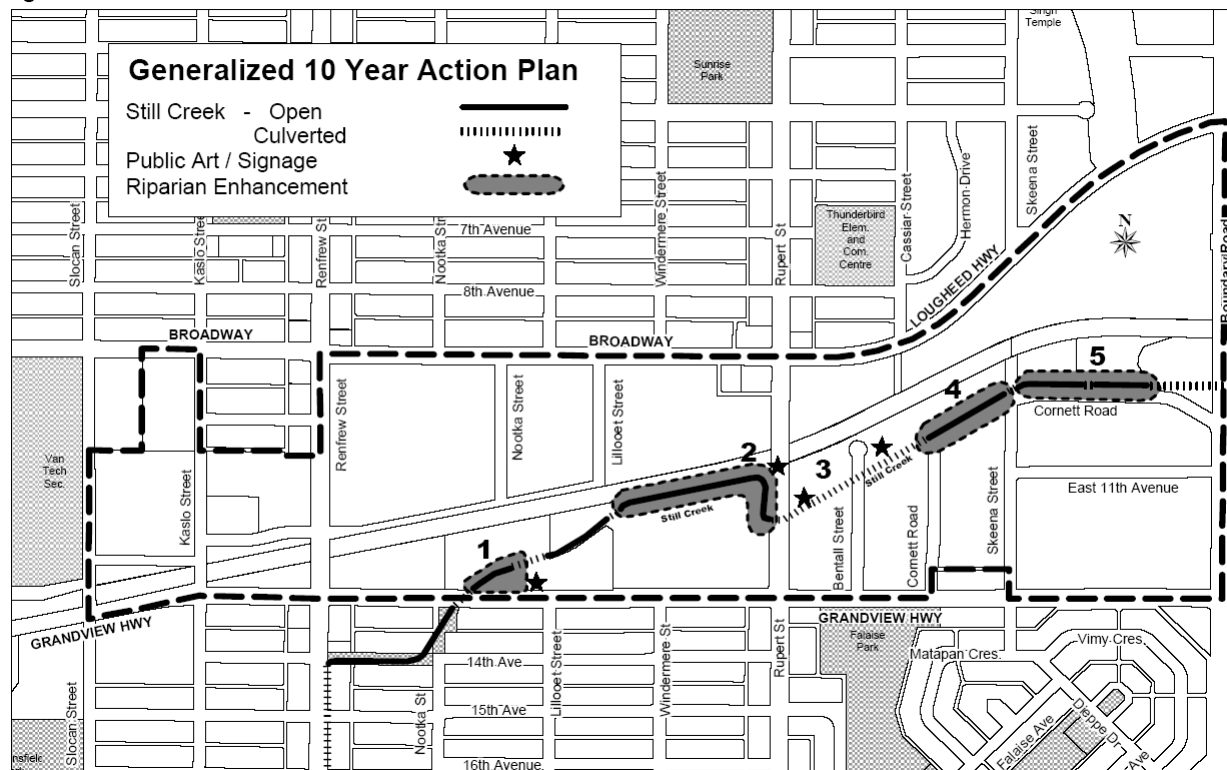 Singh
Temple
Generalized 10 Year Action Plan
Still Creek - Open
Culverted
Public Art / Signage
Riparian Enhancement
Sunrise
Park
Slocan Street
Kaslo Street
Renfrew St
Nootka Str
Windermere Street
Rupert St
Cassiar Street
Hermon Drive
Skeena Street
Thunderbird
Elem.
and
Com.
Centre
7th Avenue
8th Avenue
N
LOUGHEED HWY
Boundary Road
BROADWAY
BROADWAY
Renfrew Street
Nootka Street
Lillooet Street
5
4
Cornett Road
Van
Tech
Sec.
Kaslo Street
2
3
Still Creek
Still Creek
East 11th Avenue
Bentall Street
Cornett Road
Skeena Street
1
GRANDVIEW HWY
GRANDVIEW HWY
Falaise
Park
Vimy Cres.
Matapan Cres.
14th Ave
15th Ave
16th Avenue
Slocan Street
Nootka St
Lillooet Street
Windermere St
Rupert St
Dieppe Dr
Falaise Ave
Ave
nsfield